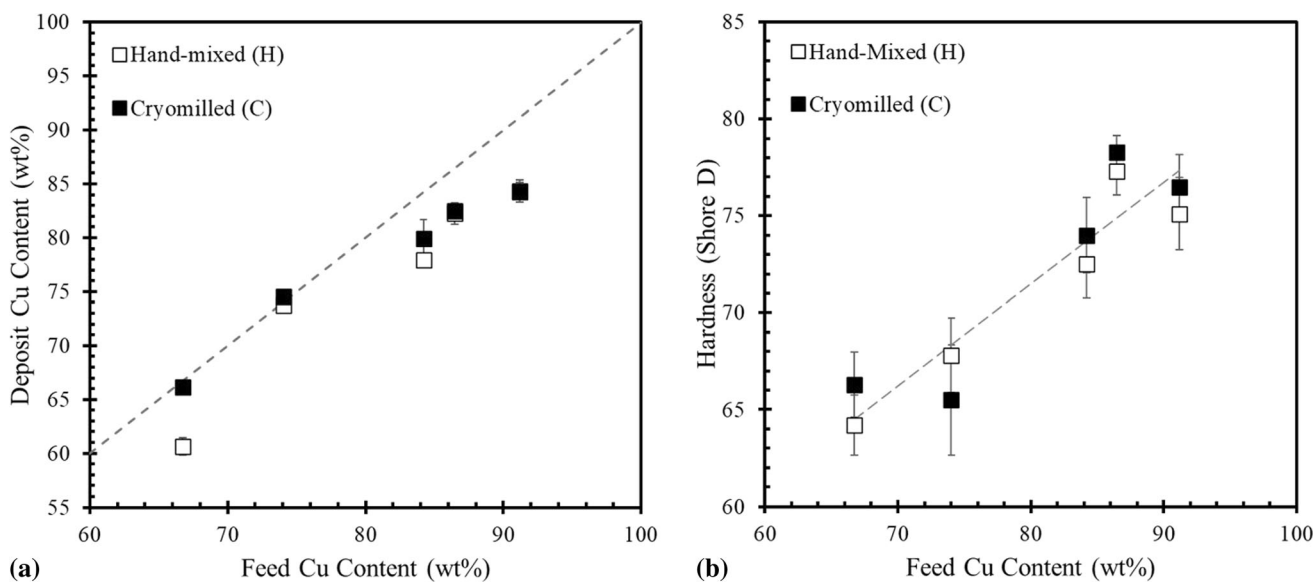 100
95
90
85
80
75
70
65
60
55
Deposit Cu Content (wt%)
Hand-mixed (H)
Cryomilled (C)
60 70 80 90 100
Feed Cu Content (wt%)
(a)
85
80
75
70
65
60
Hardness (Shore D)
Hand-Mixed (H)
Cryomilled (C)
60 70 80 90 100
Feed Cu Content (wt%)
(b)